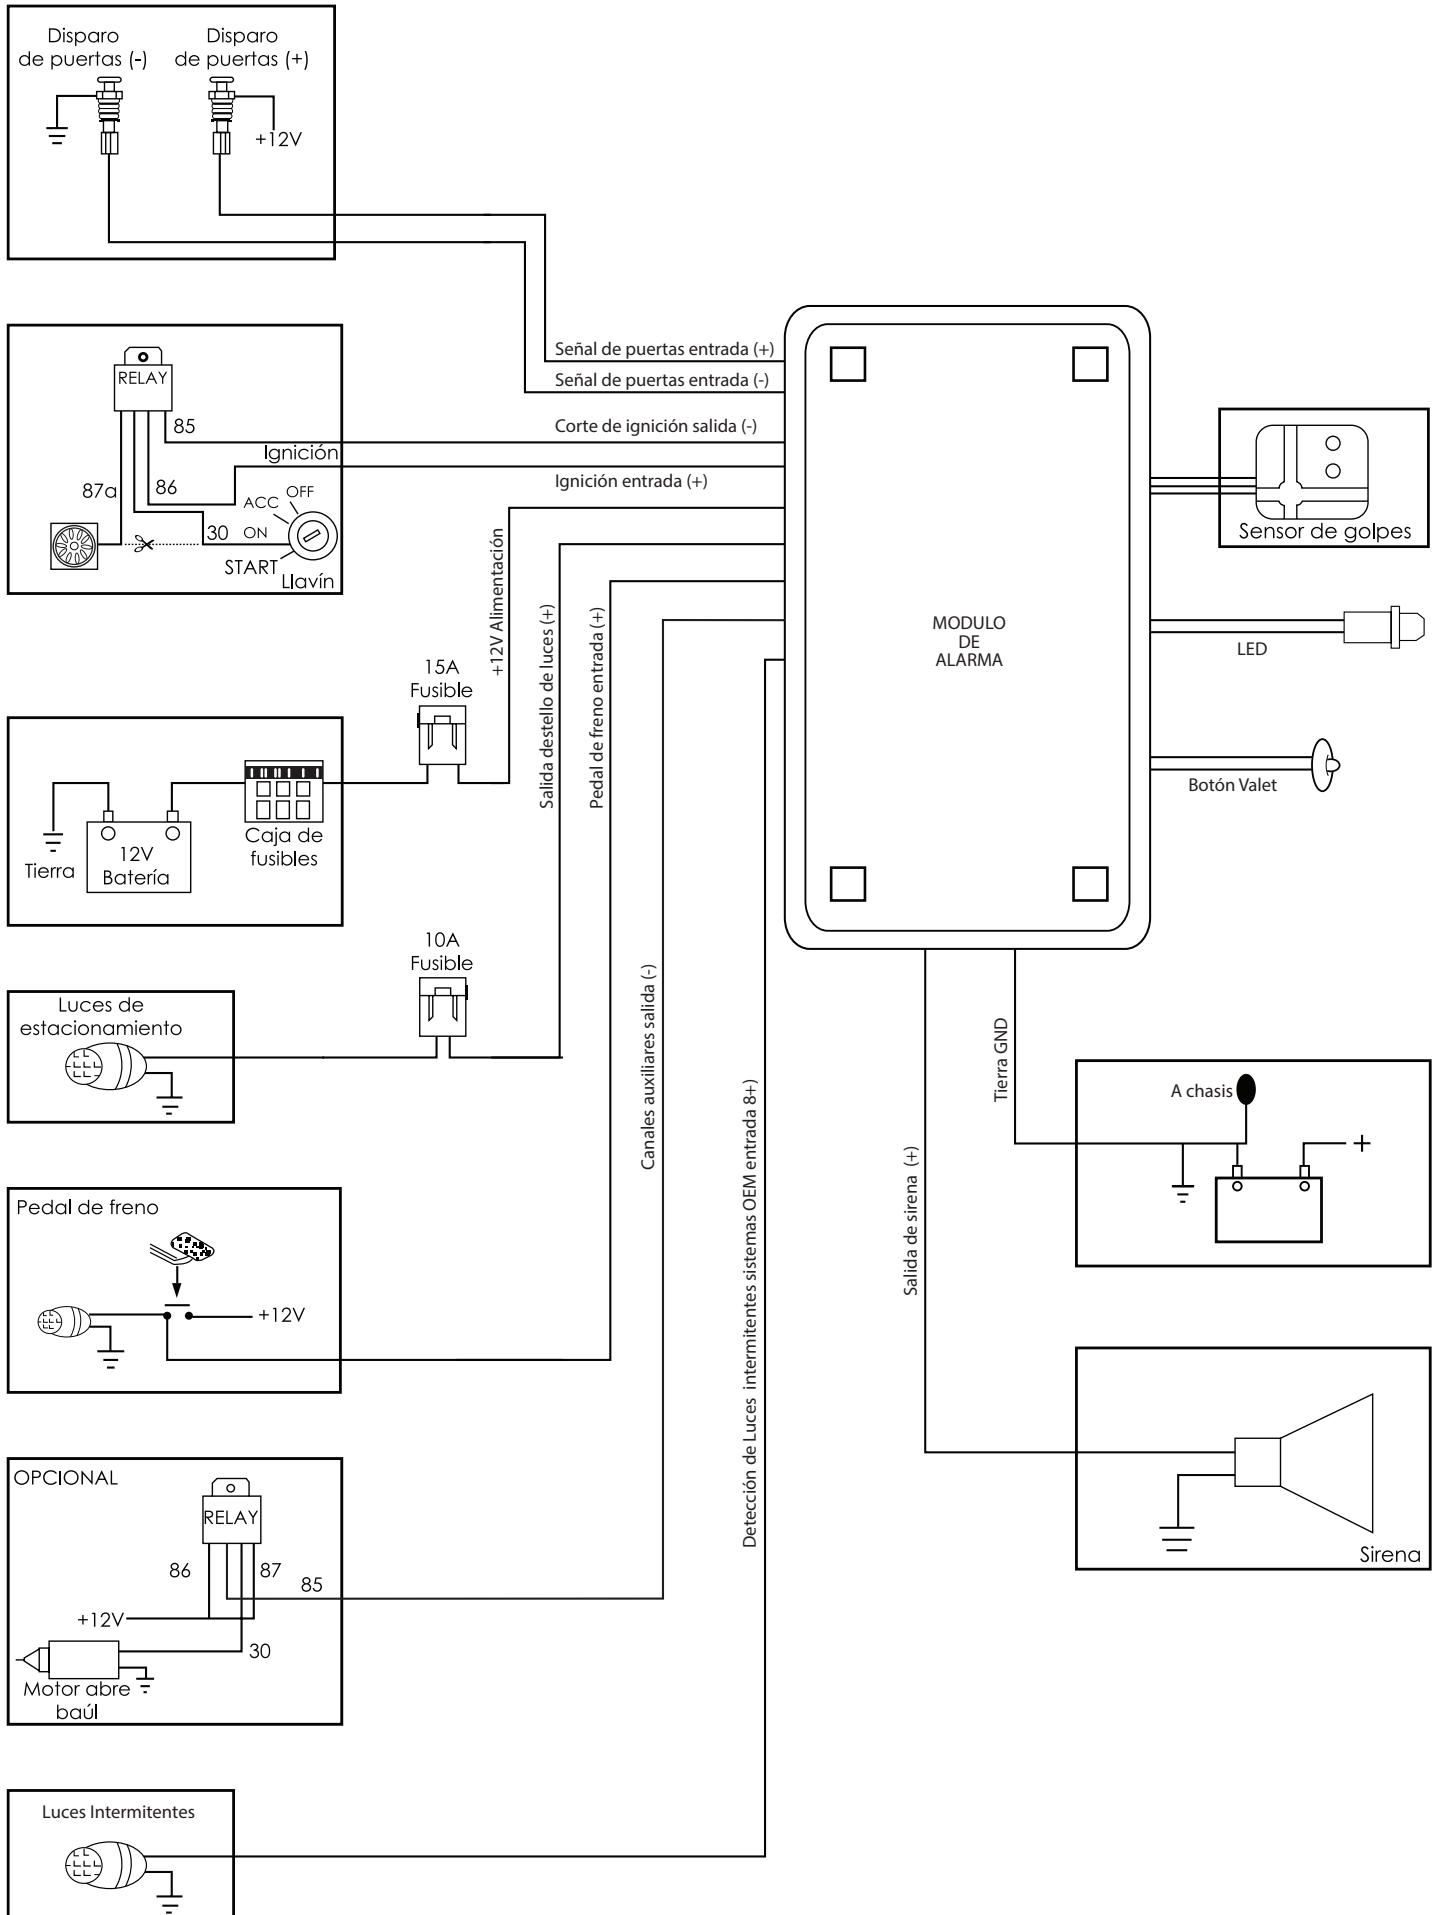 Disparo
de puertas (-)
Disparo
de puertas (+)
+12V
Señal de puertas entrada (+)
Señal de puertas entrada (-)
Corte de ignición salida (-)
Ignición entrada (+)
RELAY
85
Ignición
87a
86
30
ACC
OFF
ON
START
Llavín
+12V Alimentación
Salida destello de luces (+)
Pedal de freno entrada (+)
Canales auxiliares salida (-)
Detección de Luces intermitentes sistemas OEM entrada 8+)
MODULO
DE
ALARMA
Sensor de golpes
LED
Botón Valet
15A
Fusible
Tierra
12V
Batería
Caja de
fusibles
10A
Fusible
Luces de
estacionamiento
Tierra GND
Salida de sirena (+)
A chasis
+
Pedal de freno
+12V
Sirena
OPCIONAL
RELAY
86
87
85
+12V
30
Motor abre
baúl
Luces Intermitentes